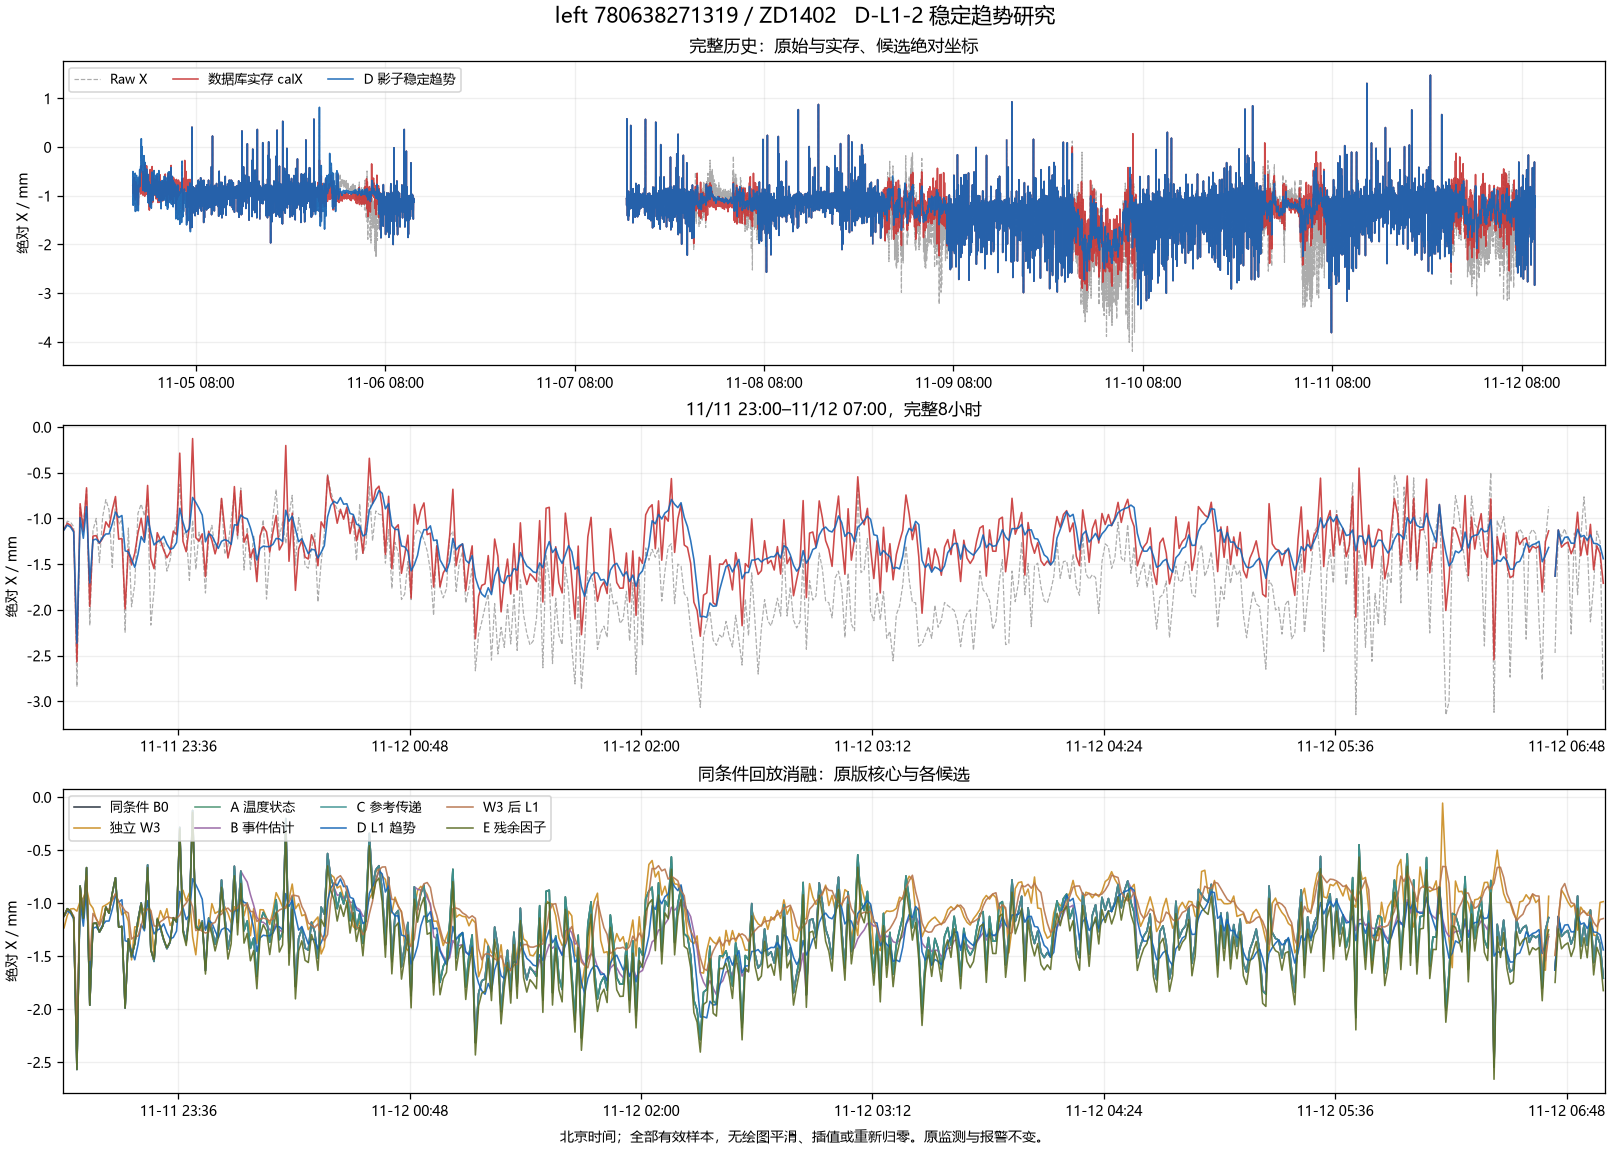 left 780638271319 / ZD1402   D-L1-2 稳定趋势研究
完整历史：原始与实存、候选绝对坐标
Raw X
数据库实存 calX
D 影子稳定趋势
绝对 X / mm
1
0
-1
-2
-3
-4
11-05 08:00
11-06 08:00
11-07 08:00
11-08 08:00
11-09 08:00
11-10 08:00
11-11 08:00
11-12 08:00
11/11 23:00–11/12 07:00，完整8小时
绝对 X / mm
0.0
-0.5
-1.0
-1.5
-2.0
-2.5
-3.0
11-11 23:36
11-12 00:48
11-12 02:00
11-12 03:12
11-12 04:24
11-12 05:36
11-12 06:48
同条件回放消融：原版核心与各候选
同条件 B0
A 温度状态
C 参考传递
W3 后 L1
独立 W3
B 事件估计
D L1 趋势
E 残余因子
绝对 X / mm
0.0
-0.5
-1.0
-1.5
-2.0
-2.5
11-11 23:36
11-12 00:48
11-12 02:00
11-12 03:12
11-12 04:24
11-12 05:36
11-12 06:48
北京时间；全部有效样本，无绘图平滑、插值或重新归零。原监测与报警不变。